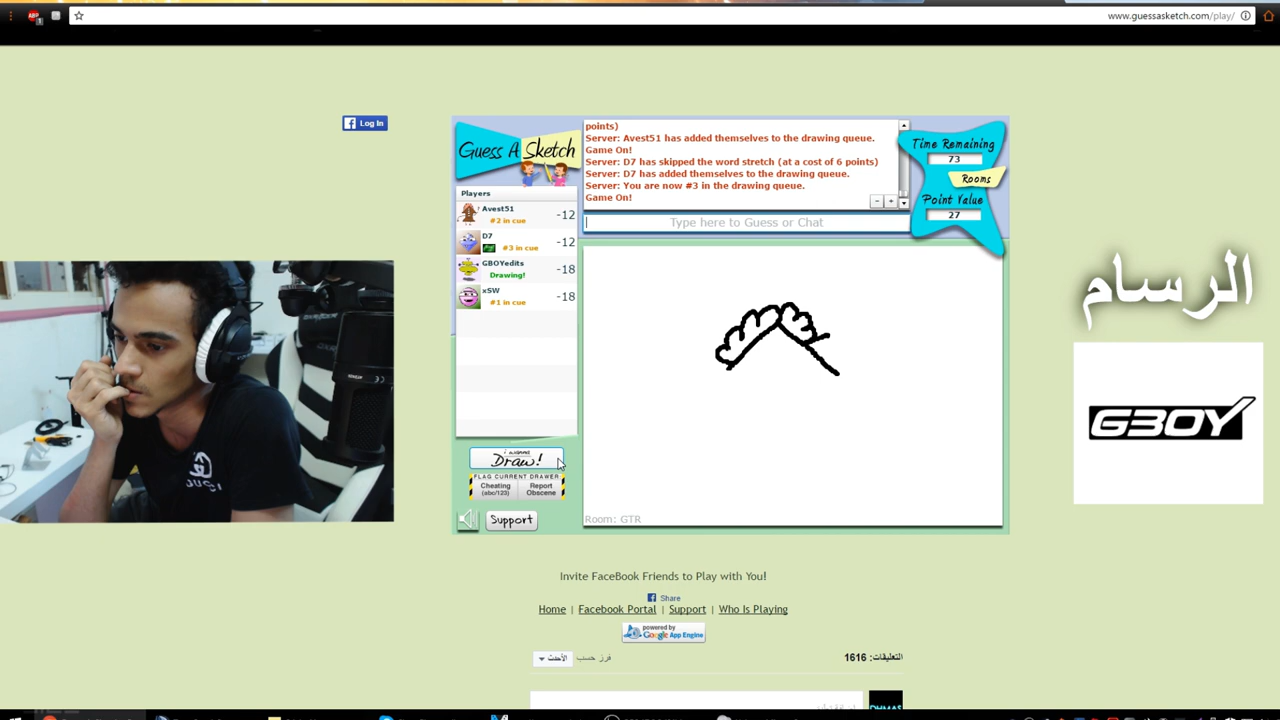 www.guessasketch.com/play/
Log In
Guess A Sketch
points)
Server: Avest51 has added themselves to the drawing queue.
Game On!
Server: D7 has skipped the word stretch (at a cost of 6 points)
Server: D7 has added themselves to the drawing queue.
Server: You are now #3 in the drawing queue.
Game On!
Type here to Guess or Chat
Time Remaining
73
Rooms
Point Value
27
Players
Avest51
#2 in cue
-12
D7
#3 in cue
-12
GBOYedits
Drawing!
-18
xSW
#1 in cue
-18
i wanna
Draw!
FLAG CURRENT DRAWER
Cheating
(abc/123)
Report
Obscene
Support
Room: GTR
الرسام
GBOY
Invite FaceBook Friends to Play with You!
Share
Home | Facebook Portal | Support | Who Is Playing
powered by
Google App Engine
1616 التعليقات:
فرز حسب
الأحدث
DHMAS